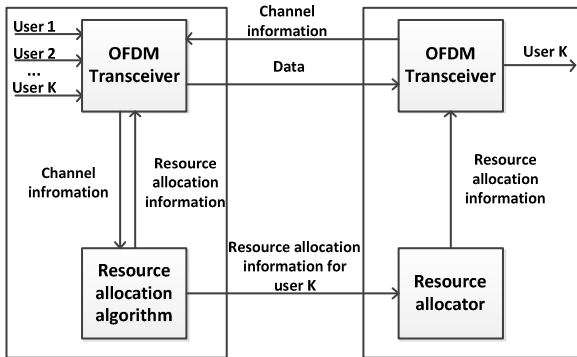 User 1
User 2
...
User K
OFDM
Transceiver
Channel
information
Data
OFDM
Transceiver
User K
Channel
infromation
Resource
allocation
information
Resource
allocation
information
Resource
allocation
algorithm
Resource allocation
information for
user K
Resource
allocator